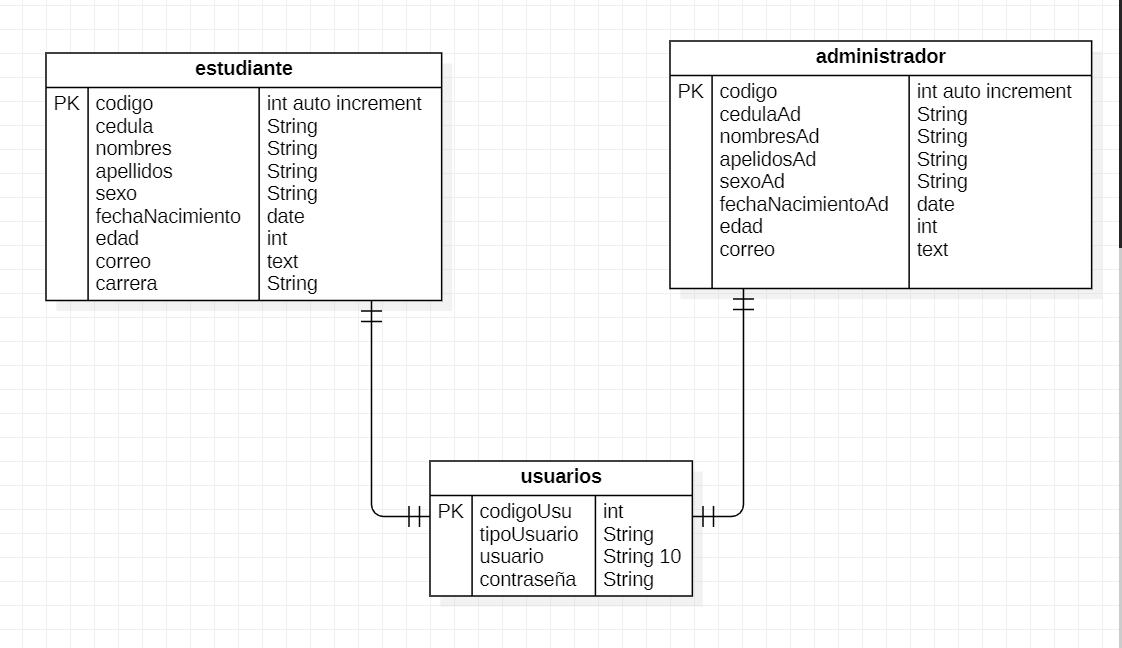 estudiante
PK codigo int auto increment
cedula String
nombres String
apellidos String
sexo String
fechaNacimiento date
edad int
correo text
carrera String
administrador
PK codigo int auto increment
cedulaAd String
nombresAd String
apelidosAd String
sexoAd String
fechaNacimientoAd date
edad int
correo text
usuarios
PK codigoUsu int
tipoUsuario String
usuario String 10
contraseña String